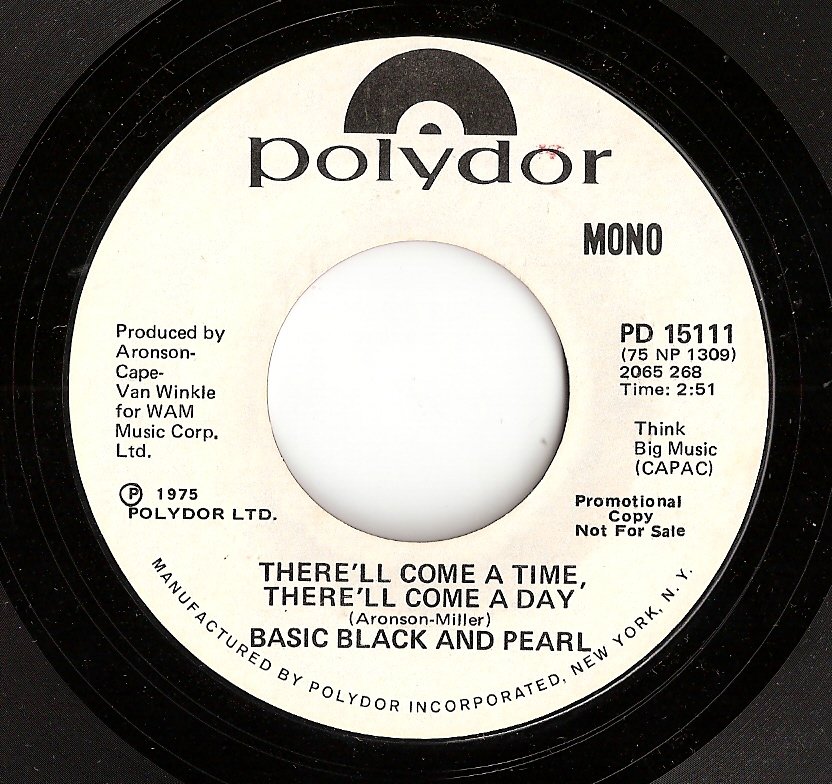 polydor
MONO
Produced by
Aronson-
Cape-
Van Winkle
for WAM
Music Corp.
Ltd.
Ⓟ 1975
POLYDOR LTD.
PD 15111
(75 NP 1309)
2065 268
Time: 2:51
Think
Big Music
(CAPAC)
Promotional
Copy
Not For Sale
THERE'LL COME A TIME,
THERE'LL COME A DAY
(Aronson-Miller)
BASIC BLACK AND PEARL
MANUFACTURED BY POLYDOR INCORPORATED, NEW YORK, N. Y.